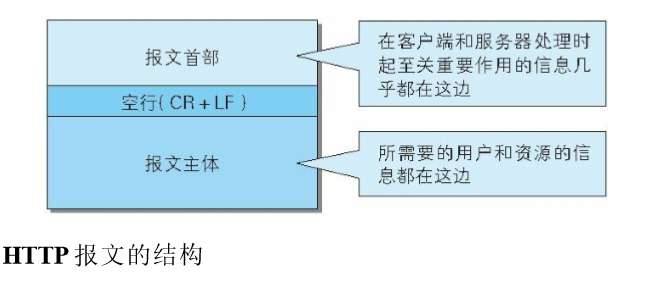 报文首部
在客户端和服务器处理时
起至关重要作用的信息几
乎都在这边
空行(CR+LF)
报文主体
所需要的用户和资源的信
息都在这边
HTTP 报文的结构